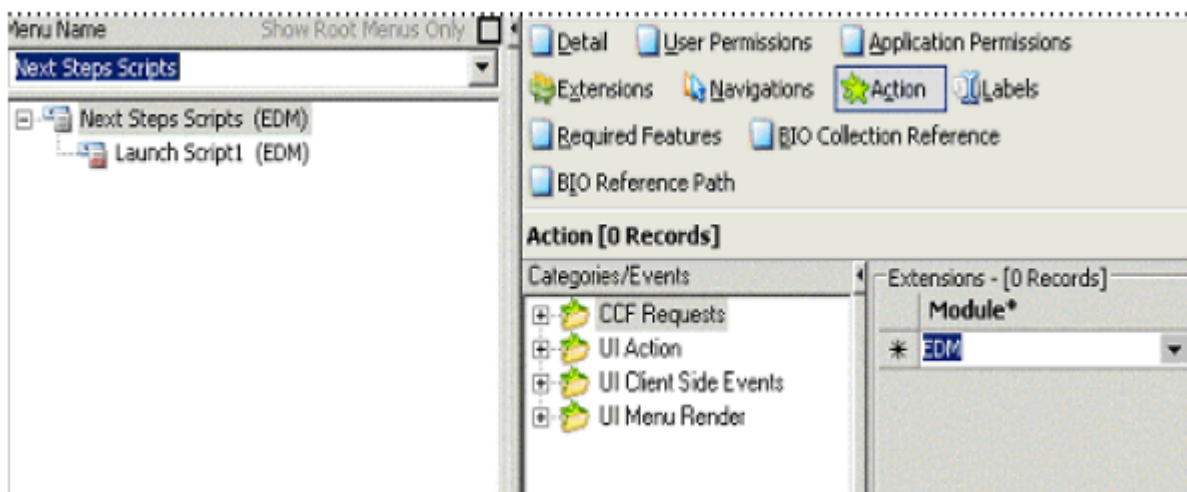 Menu Name Show Root Menus Only
Next Steps Scripts
Next Steps Scripts (EDM)
Launch Script1 (EDM)
Detail User Permissions Application Permissions
Extensions Navigations Action Labels
Required Features BIO Collection Reference
BIO Reference Path
Action [0 Records]
Categories/Events
CCF Requests
UI Action
UI Client Side Events
UI Menu Render
Extensions - [0 Records]
Module*
EDM